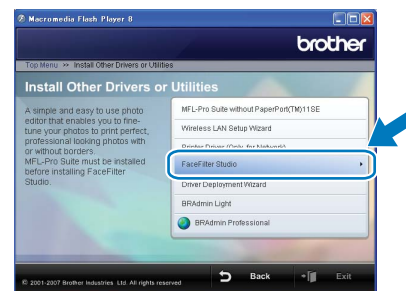 Macromedia Flash Player 8
brother
Top Menu >> Install Other Drivers or Utilities
Install Other Drivers or Utilities
A simple and easy to use photo
editor that enables you to fine-
tune your photos to print perfect,
professional looking photos with
or without borders.
MFL-Pro Suite must be installed
before installing FaceFilter
Studio.
MFL-Pro Suite without PaperPort(TM)11SE
Wireless LAN Setup Wizard
Printer Driver (Only for Network)
FaceFilter Studio
Driver Deployment Wizard
BRAdmin Light
BRAdmin Professional
© 2001-2007 Brother Industries Ltd. All rights reserved
Back
Exit